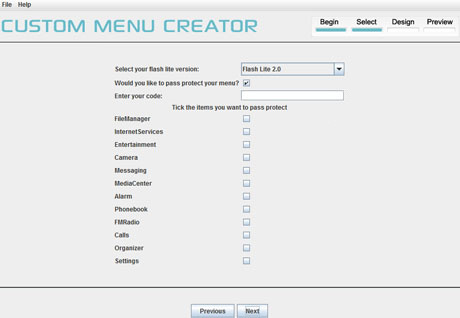 File Help
CUSTOM MENU CREATOR
Begin Select Design Preview
Select your flash lite version: Flash Lite 2.0
Would you like to pass protect your menu?
Enter your code:
Tick the items you want to pass protect
FileManager
InternetServices
Entertainment
Camera
Messaging
MediaCenter
Alarm
Phonebook
FMRadio
Calls
Organizer
Settings
Previous Next